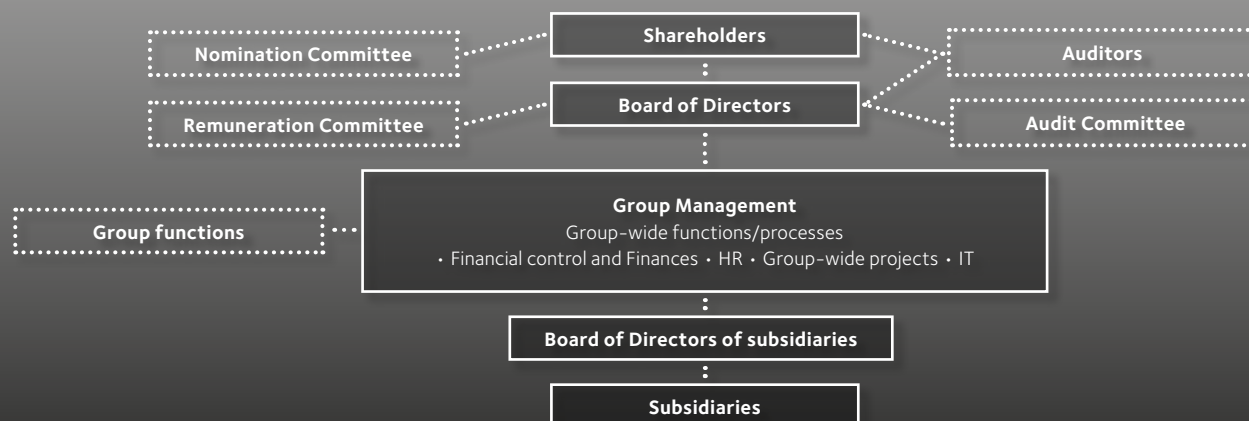 Shareholders
Nomination Committee
Auditors
Board of Directors
Remuneration Committee
Audit Committee
Group Management
Group-wide functions/processes
• Financial control and Finances • HR • Group-wide projects • IT
Group functions
Board of Directors of subsidiaries
Subsidiaries